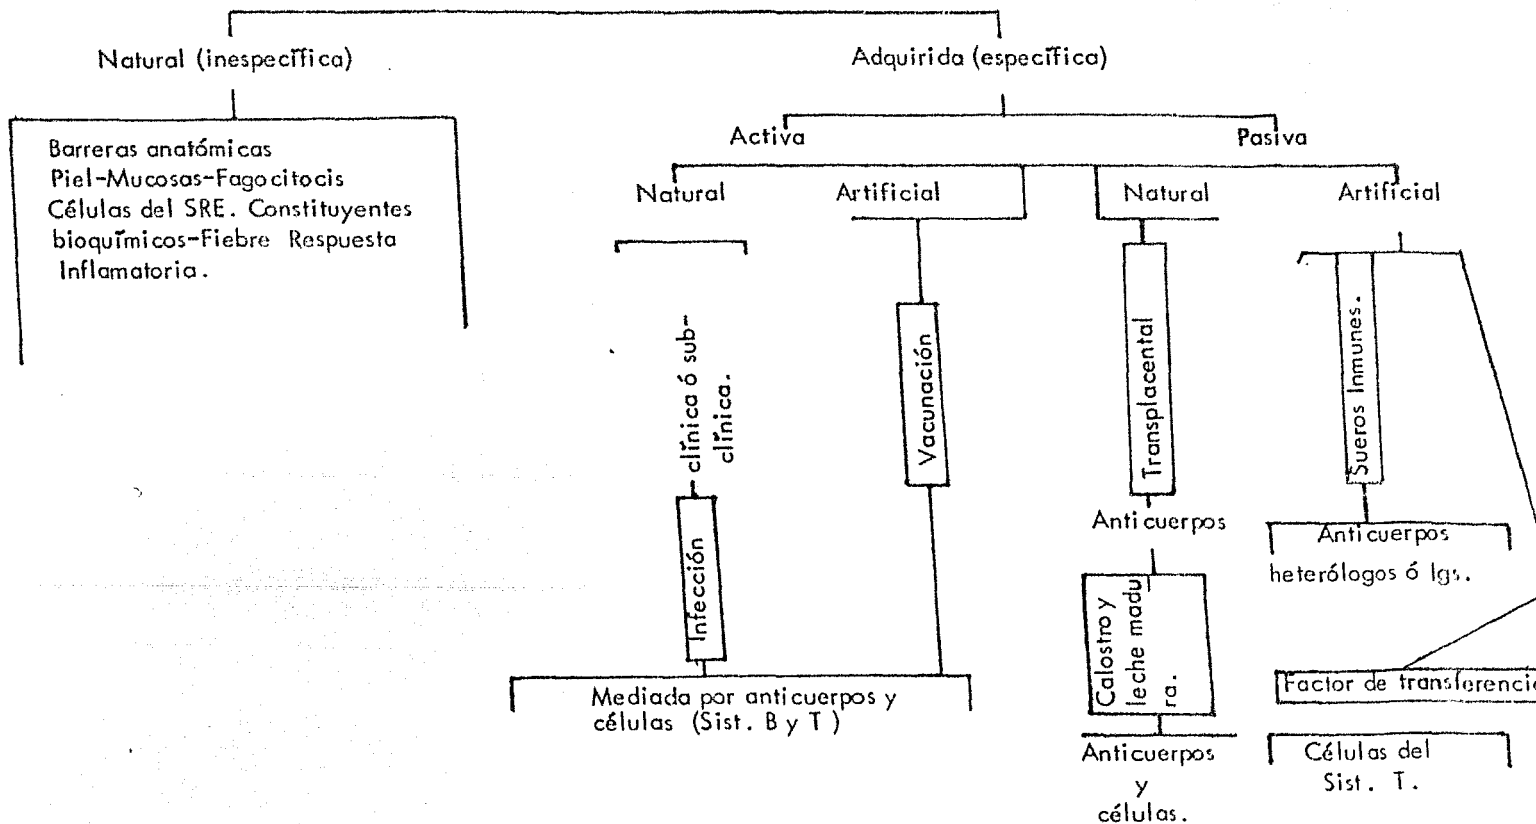 Natural (inespecífica)
Adquirida (específica)
Barreras anatómicas
Piel-Mucosas-Fagocitocis
Células del SRE. Constituyentes
bioquímicos-Fiebre Respuesta
Inflamatoria.
Activa
Pasiva
Natural
Artificial
Natural
Artificial
clínica ó sub-
clínica.
Infección
Vacunación
Mediada por anticuerpos y
células (Sist. B y T )
Transplacental
Anticuerpos
Calostro y
leche madu
ra.
Anticuerpos
y
células.
Sueros Inmunes.
Anticuerpos
heterólogos ó Igs.
Factor de transferencia
Células del
Sist. T.